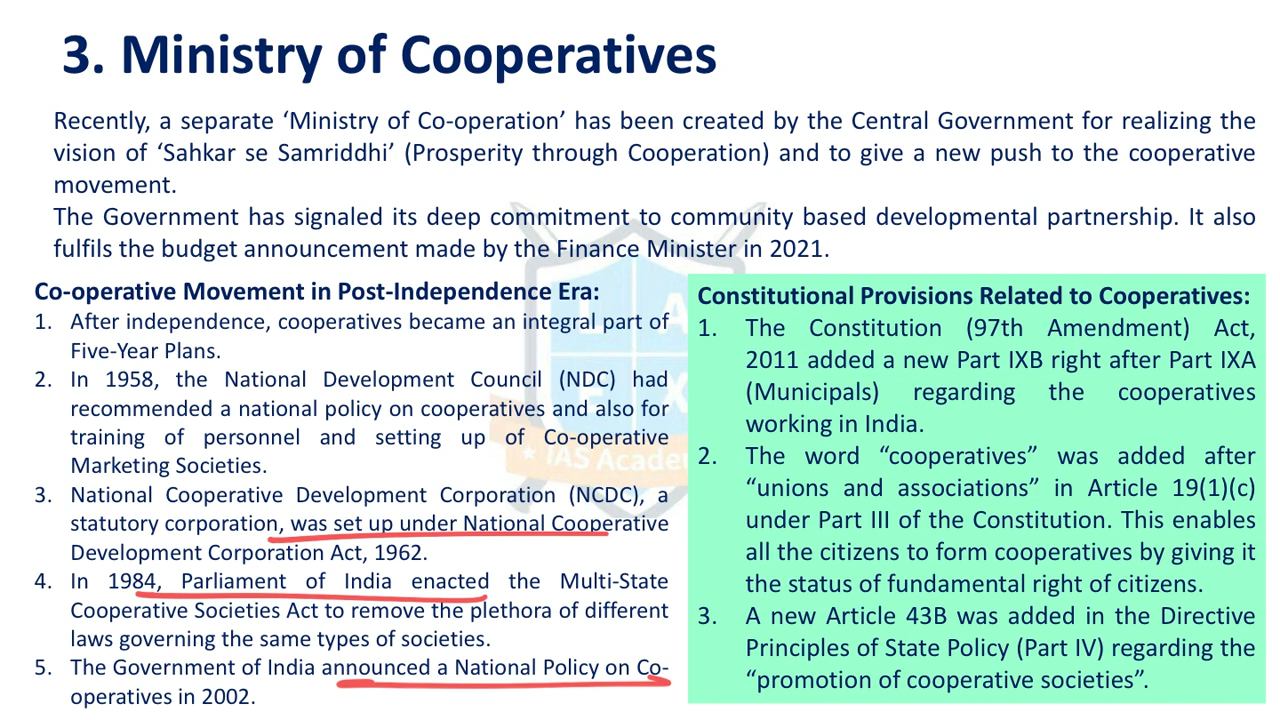 3. Ministry of Cooperatives
Recently, a separate ‘Ministry of Co-operation’ has been created by the Central Government for realizing the
vision of ‘Sahkar se Samriddhi’ (Prosperity through Cooperation) and to give a new push to the cooperative
movement.
The Government has signaled its deep commitment to community based developmental partnership. It also
fulfils the budget announcement made by the Finance Minister in 2021.
Co-operative Movement in Post-Independence Era:
1. After independence, cooperatives became an integral part of
Five-Year Plans.
2. In 1958, the National Development Council (NDC) had
recommended a national policy on cooperatives and also for
training of personnel and setting up of Co-operative
Marketing Societies.
3. National Cooperative Development Corporation (NCDC), a
statutory corporation, was set up under National Cooperative
Development Corporation Act, 1962.
4. In 1984, Parliament of India enacted the Multi-State
Cooperative Societies Act to remove the plethora of different
laws governing the same types of societies.
5. The Government of India announced a National Policy on Co-
operatives in 2002.
Constitutional Provisions Related to Cooperatives:
1. The Constitution (97th Amendment) Act,
2011 added a new Part IXB right after Part IXA
(Municipals) regarding the cooperatives
working in India.
2. The word “cooperatives” was added after
“unions and associations” in Article 19(1)(c)
under Part III of the Constitution. This enables
all the citizens to form cooperatives by giving it
the status of fundamental right of citizens.
3. A new Article 43B was added in the Directive
Principles of State Policy (Part IV) regarding the
“promotion of cooperative societies”.